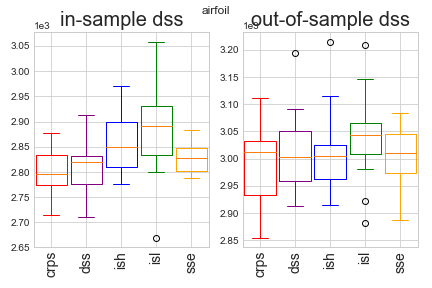 airfoil
in-sample dss
out-of-sample dss
1e3
3.05
3.00
2.95
2.90
2.85
2.80
2.75
2.70
2.65
crps
dss
ish
isl
sse
1e3
3.20
3.15
3.10
3.05
3.00
2.95
2.90
2.85
crps
dss
ish
isl
sse